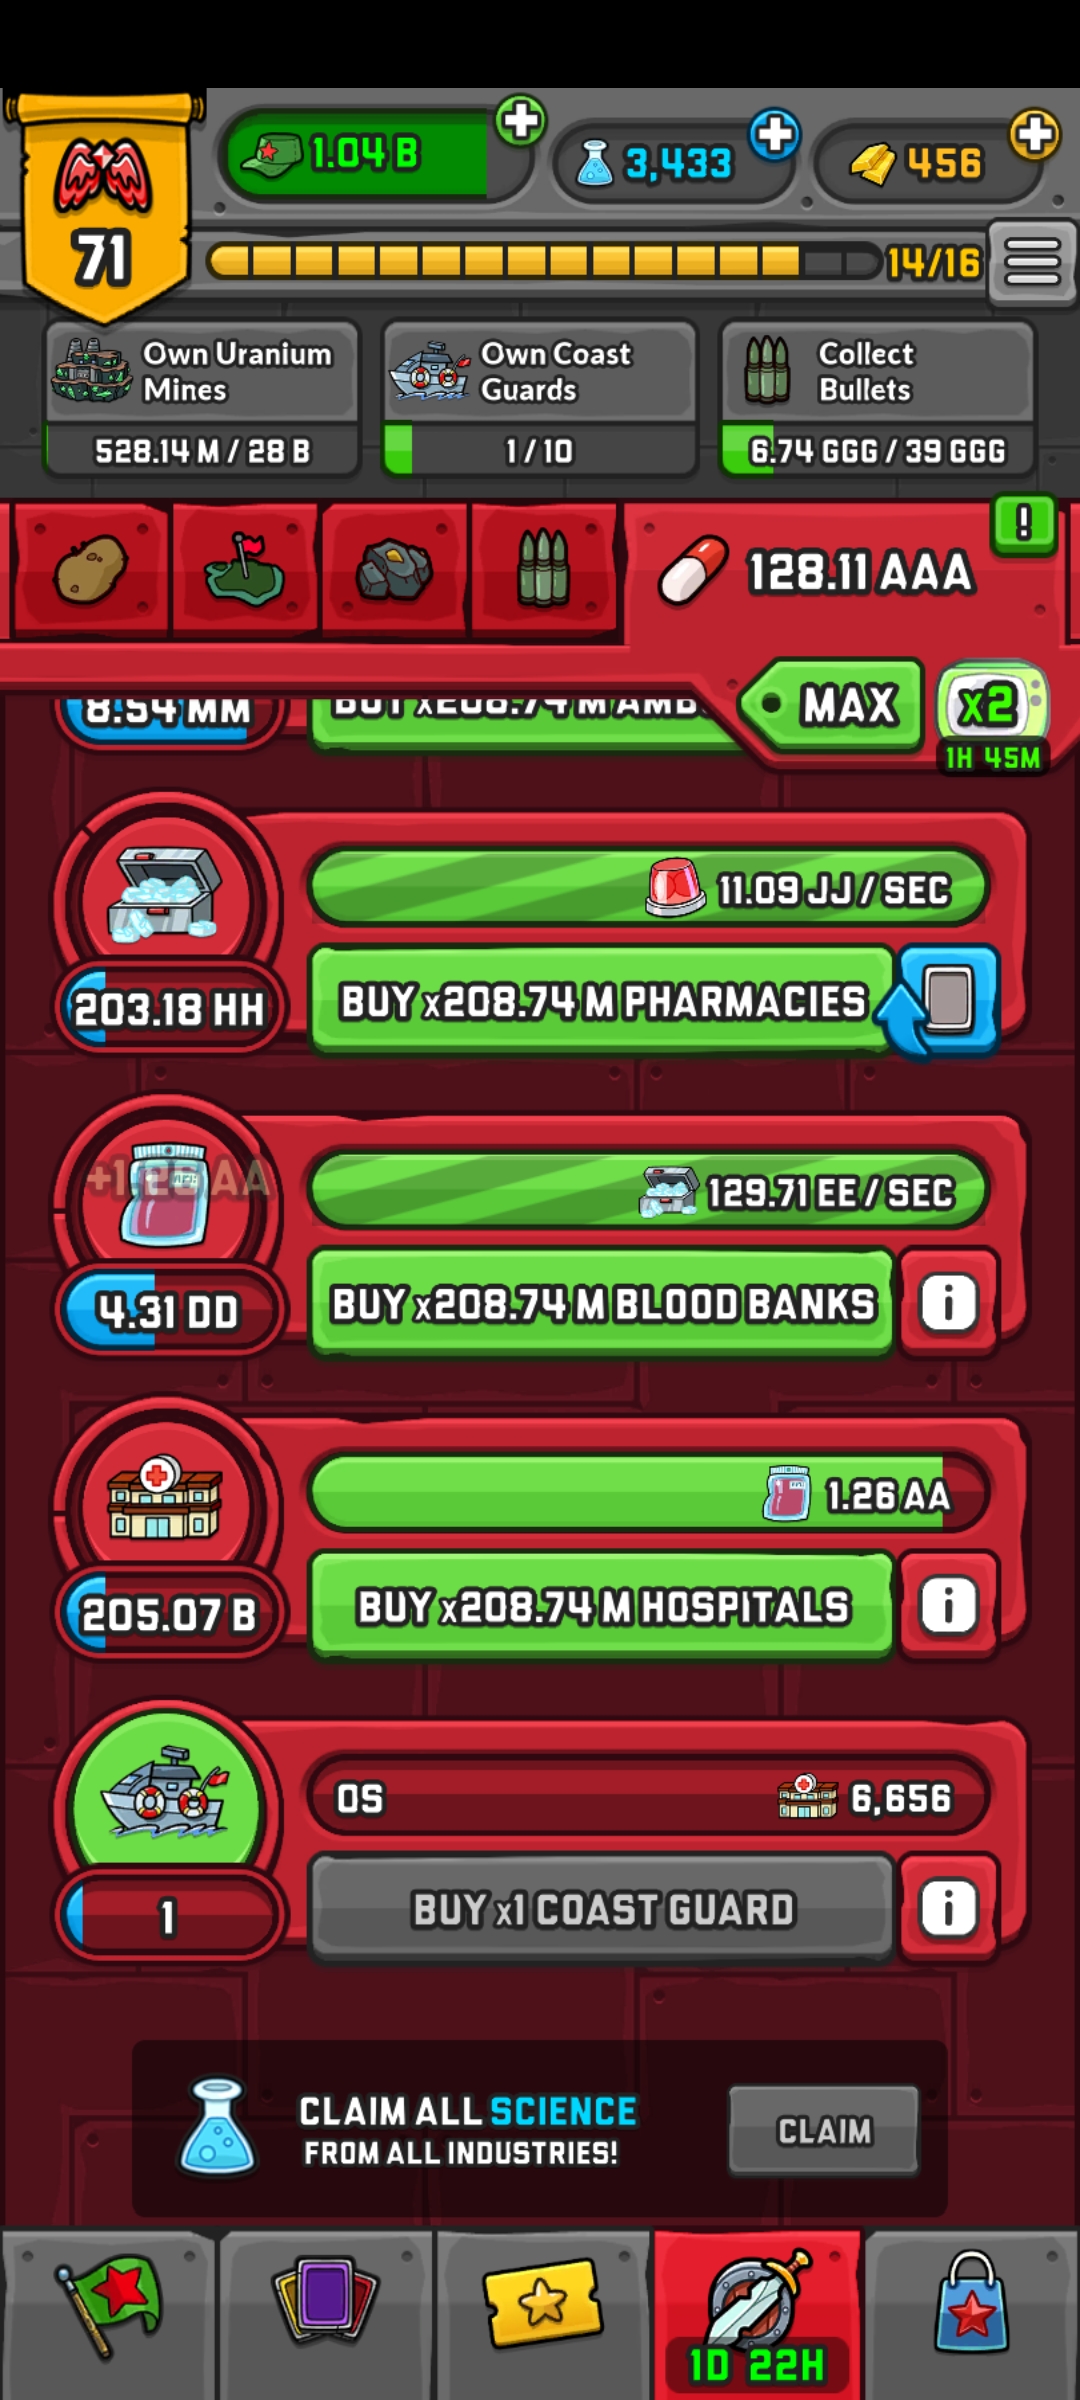 1.04 B
3,433
456
71
14/16
Own Uranium
Mines
528.14 M / 28 B
Own Coast
Guards
1 / 10
Collect
Bullets
6.74 GGG / 39 GGG
!
128.11 AAA
MAX
x2
1H 45M
8.54 MM
BUY x208.74 M AMB
11.09 JJ / SEC
203.18 HH
BUY x208.74 M PHARMACIES
+1.26 AA
129.71 EE / SEC
4.31 DD
BUY x208.74 M BLOOD BANKS
i
1.26 AA
205.07 B
BUY x208.74 M HOSPITALS
i
0S
6,656
1
BUY x1 COAST GUARD
i
CLAIM ALL SCIENCE
FROM ALL INDUSTRIES!
CLAIM
1D 22H